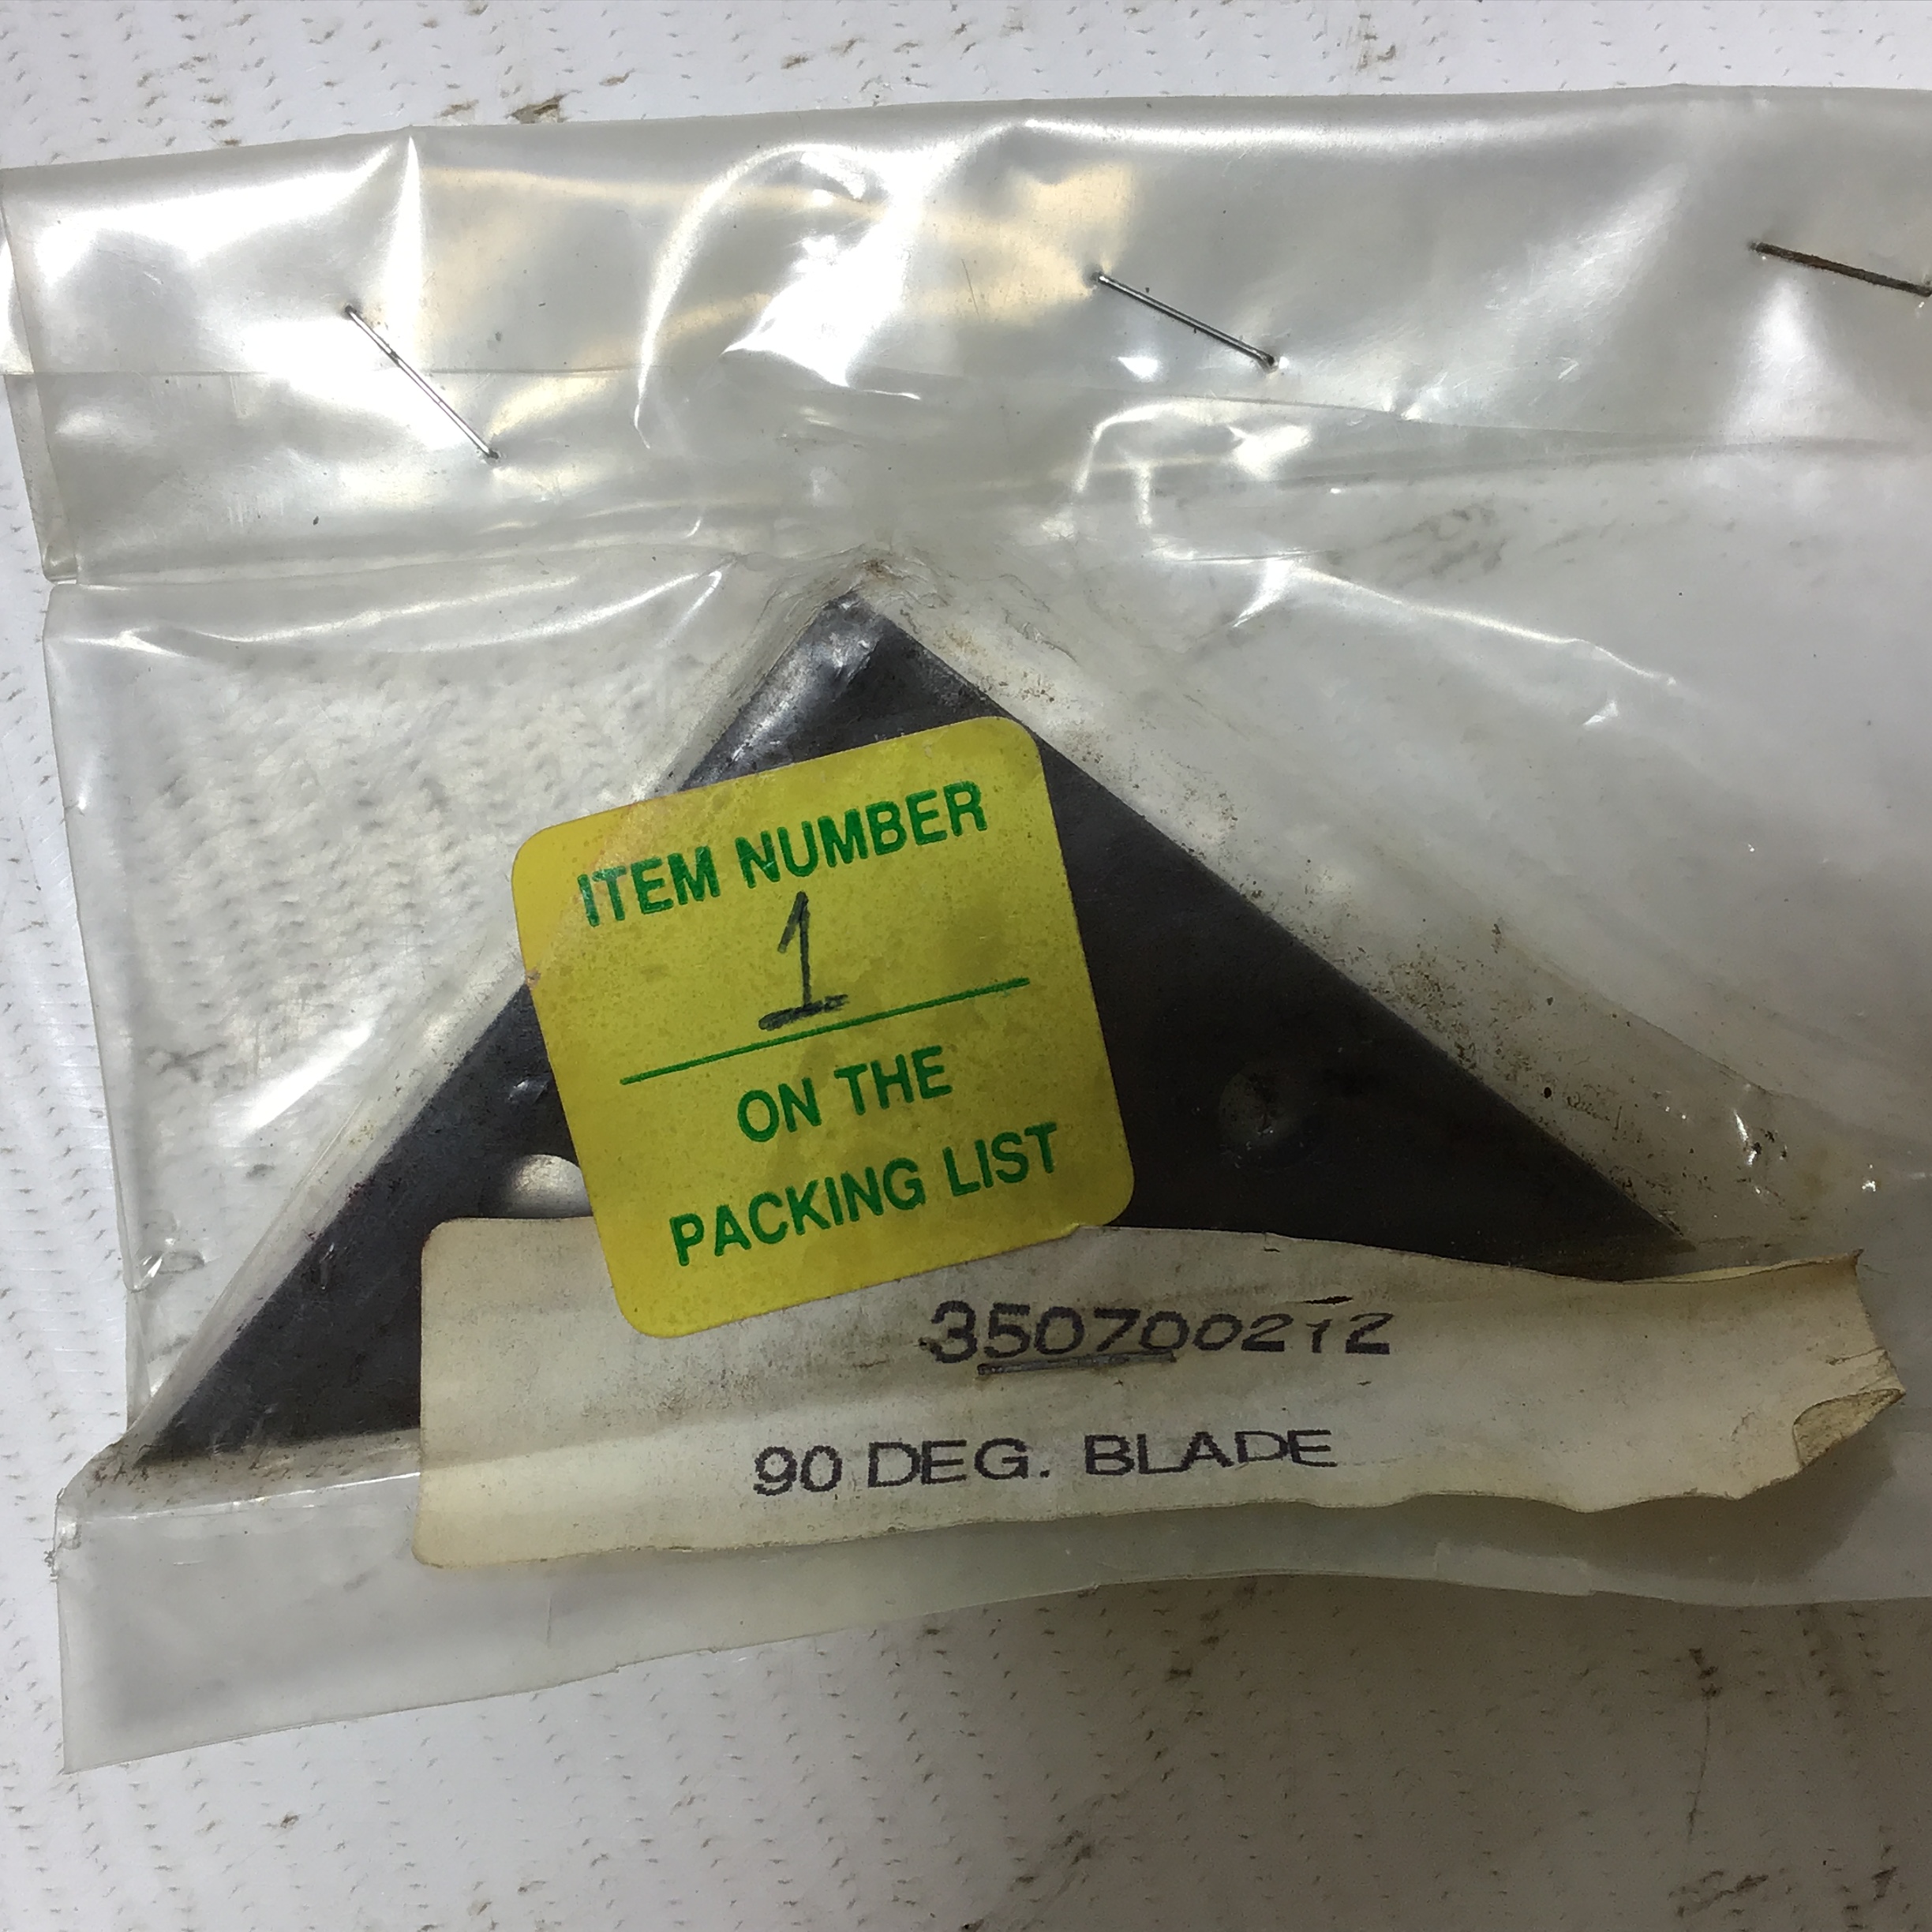 ITEM NUMBER
1
ON THE
PACKING LIST
350700212
90 DEG. BLADE